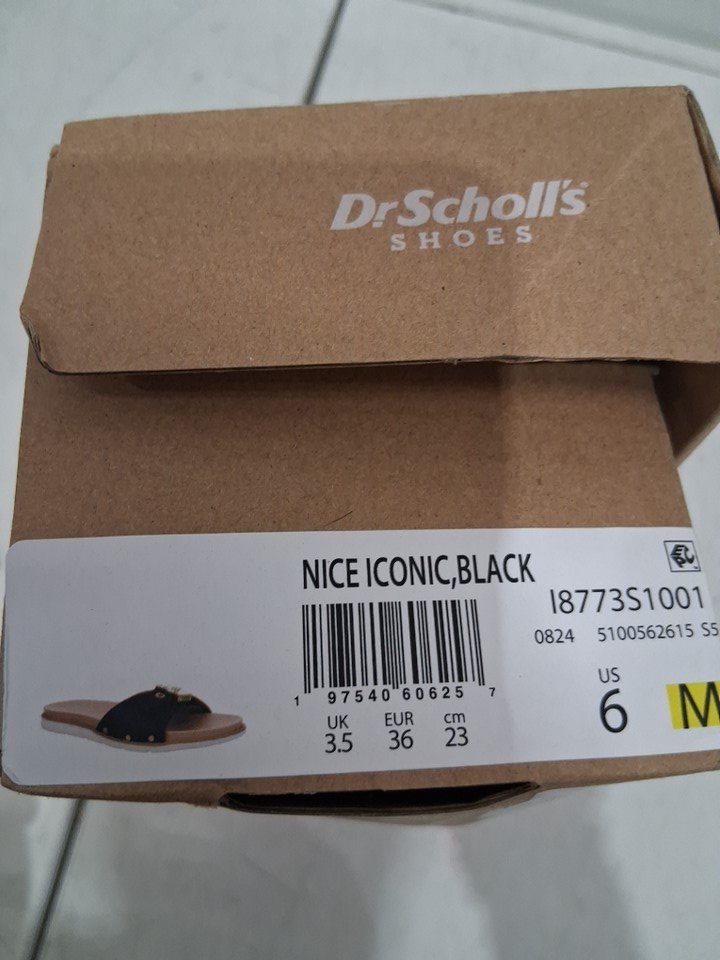 Dr. Scholl's
SHOES
NICE ICONIC,BLACK
I8773S1001
0824 5100562615 S5
1 97540 60625 7
UK EUR cm
3.5 36 23
US
6 M